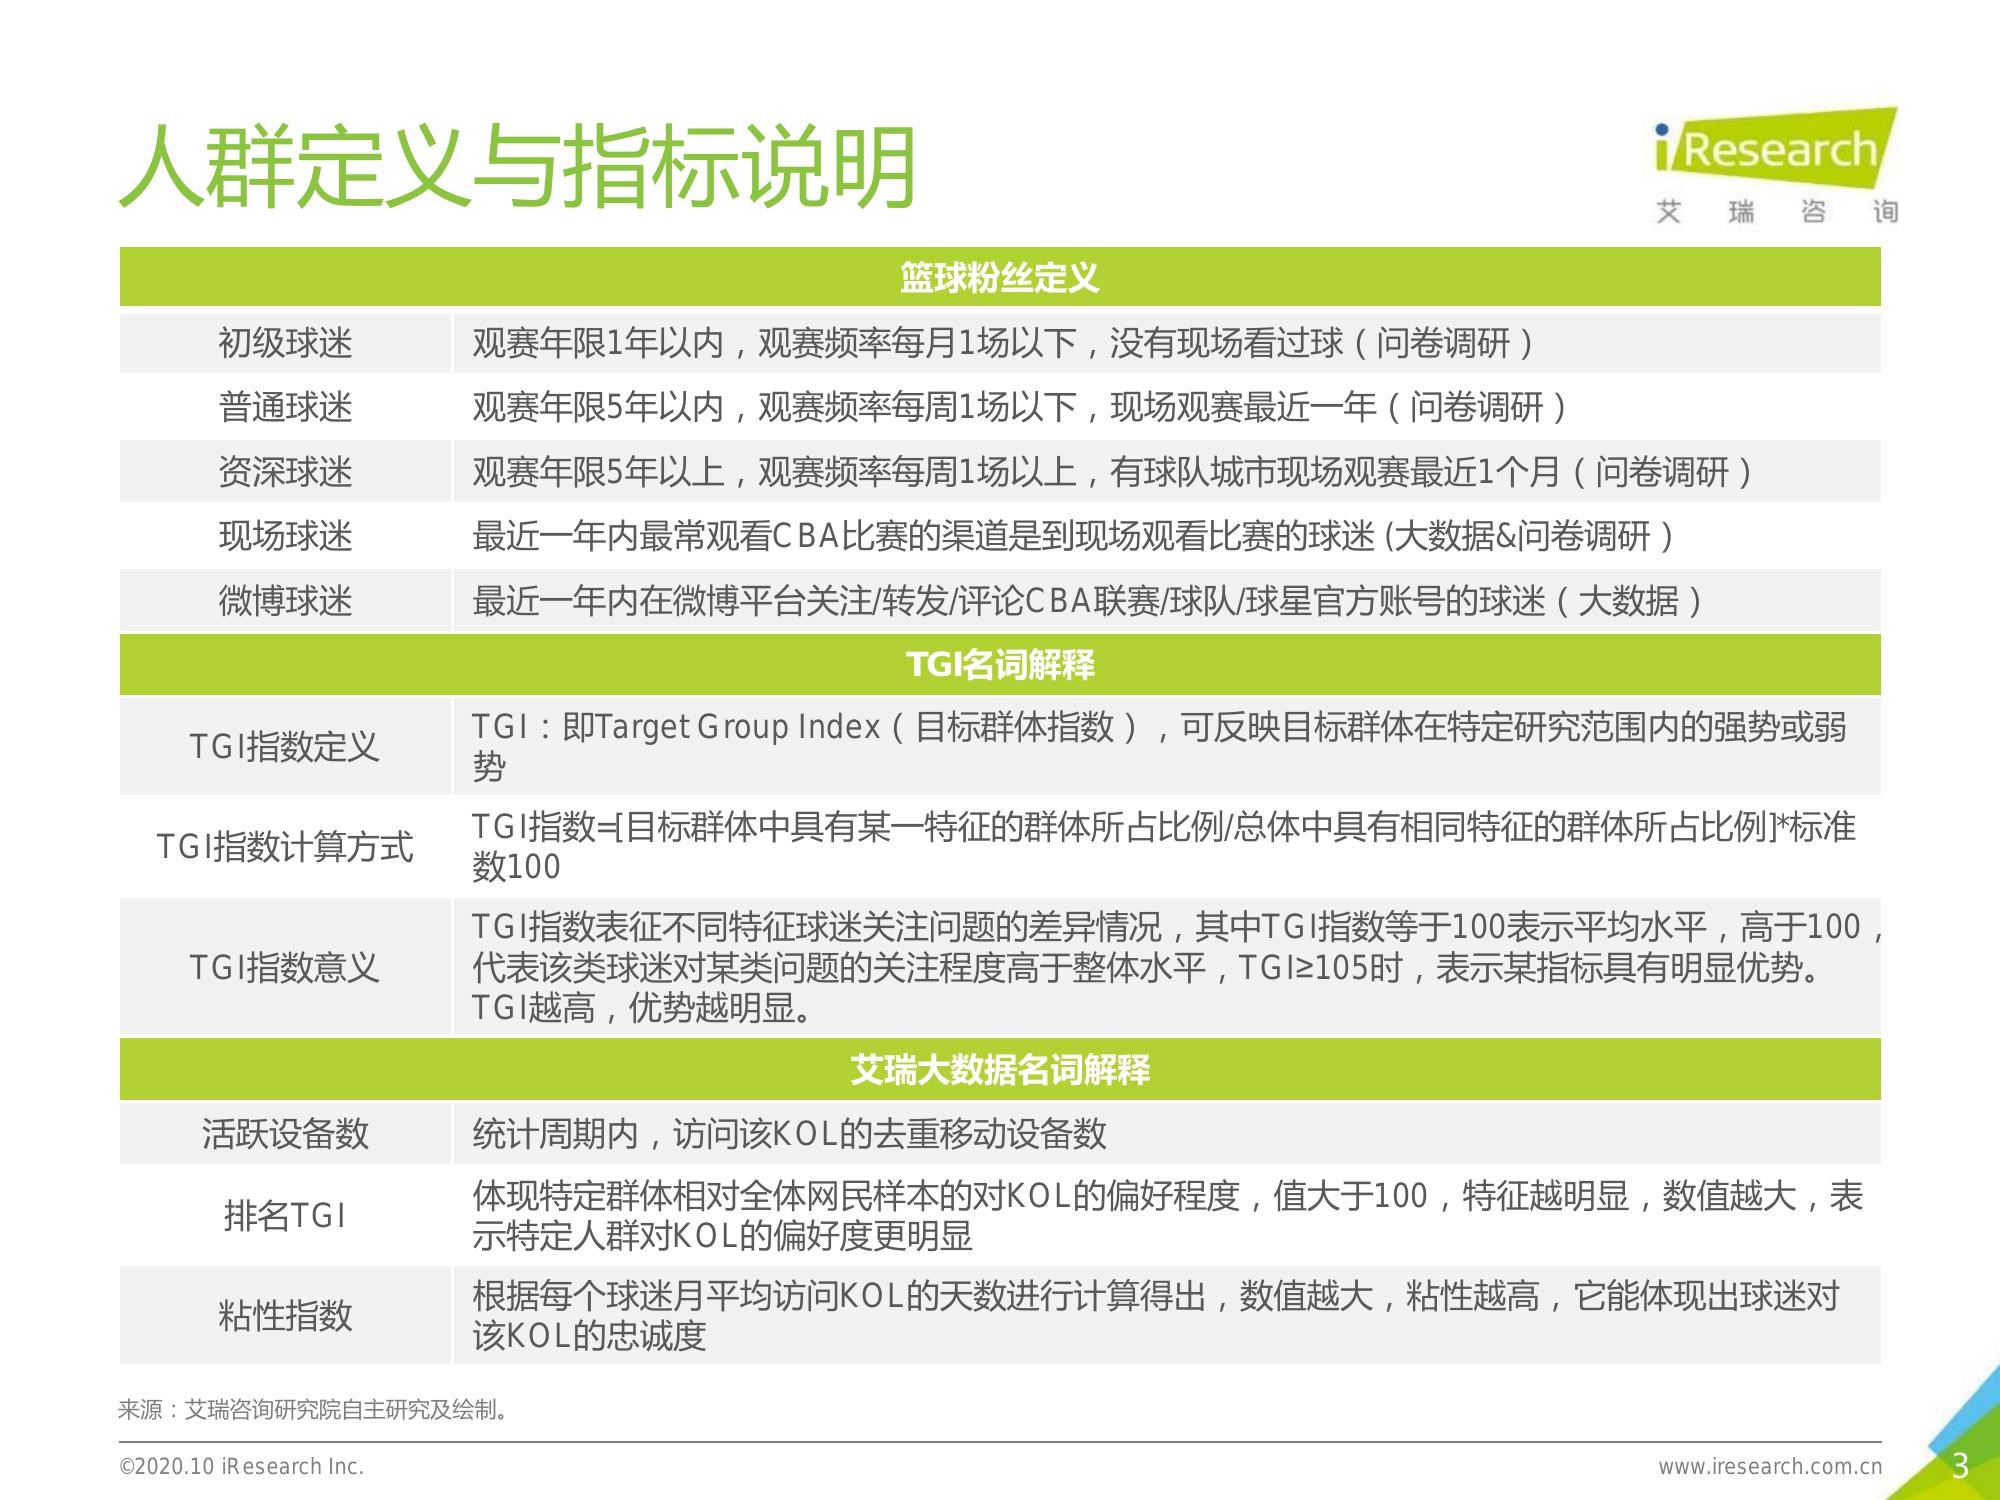 人群定义与指标说明
iResearch
艾瑞咨询
篮球粉丝定义
初级球迷
观赛年限1年以内，观赛频率每月1场以下，没有现场看过球（问卷调研）
普通球迷
观赛年限5年以内，观赛频率每周1场以下，现场观赛最近一年（问卷调研）
资深球迷
观赛年限5年以上，观赛频率每周1场以上，有球队城市现场观赛最近1个月（问卷调研）
现场球迷
最近一年内最常观看CBA比赛的渠道是到现场观看比赛的球迷 (大数据&问卷调研）
微博球迷
最近一年内在微博平台关注/转发/评论CBA联赛/球队/球星官方账号的球迷（大数据）
TGI名词解释
TGI指数定义
TGI：即Target Group Index（目标群体指数），可反映目标群体在特定研究范围内的强势或弱
势
TGI指数计算方式
TGI指数=[目标群体中具有某一特征的群体所占比例/总体中具有相同特征的群体所占比例]*标准
数100
TGI指数意义
TGI指数表征不同特征球迷关注问题的差异情况，其中TGI指数等于100表示平均水平，高于100，
代表该类球迷对某类问题的关注程度高于整体水平，TGI≥105时，表示某指标具有明显优势。
TGI越高，优势越明显。
艾瑞大数据名词解释
活跃设备数
统计周期内，访问该KOL的去重移动设备数
排名TGI
体现特定群体相对全体网民样本的对KOL的偏好程度，值大于100，特征越明显，数值越大，表
示特定人群对KOL的偏好度更明显
粘性指数
根据每个球迷月平均访问KOL的天数进行计算得出，数值越大，粘性越高，它能体现出球迷对
该KOL的忠诚度
来源：艾瑞咨询研究院自主研究及绘制。
©2020.10 iResearch Inc.
www.iresearch.com.cn
3